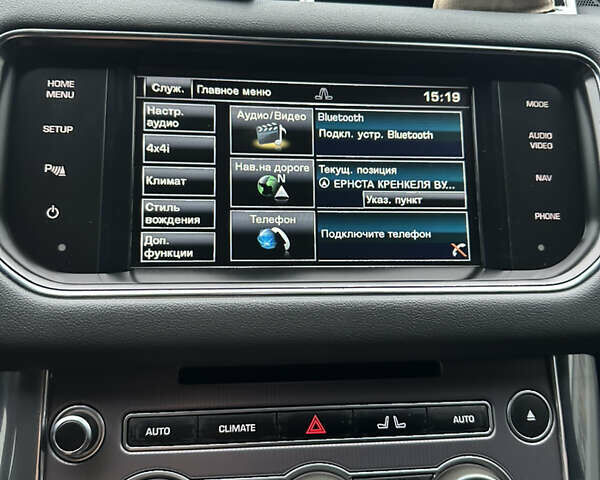 HOME
MENU
SETUP
P
Служ.
Главное меню
15:19
Настр.
аудио
4x4i
Климат
Стиль
вождения
Доп.
функции
Аудио/Видео
Bluetooth
Подкл. устр. Bluetooth
Нав.на дороге
N
Текущ. позиция
ЕРНСТА КРЕНКЕЛЯ ВУ...
Указ. пункт
Телефон
Подключите телефон
MODE
AUDIO
VIDEO
NAV
PHONE
AUTO
CLIMATE
AUTO